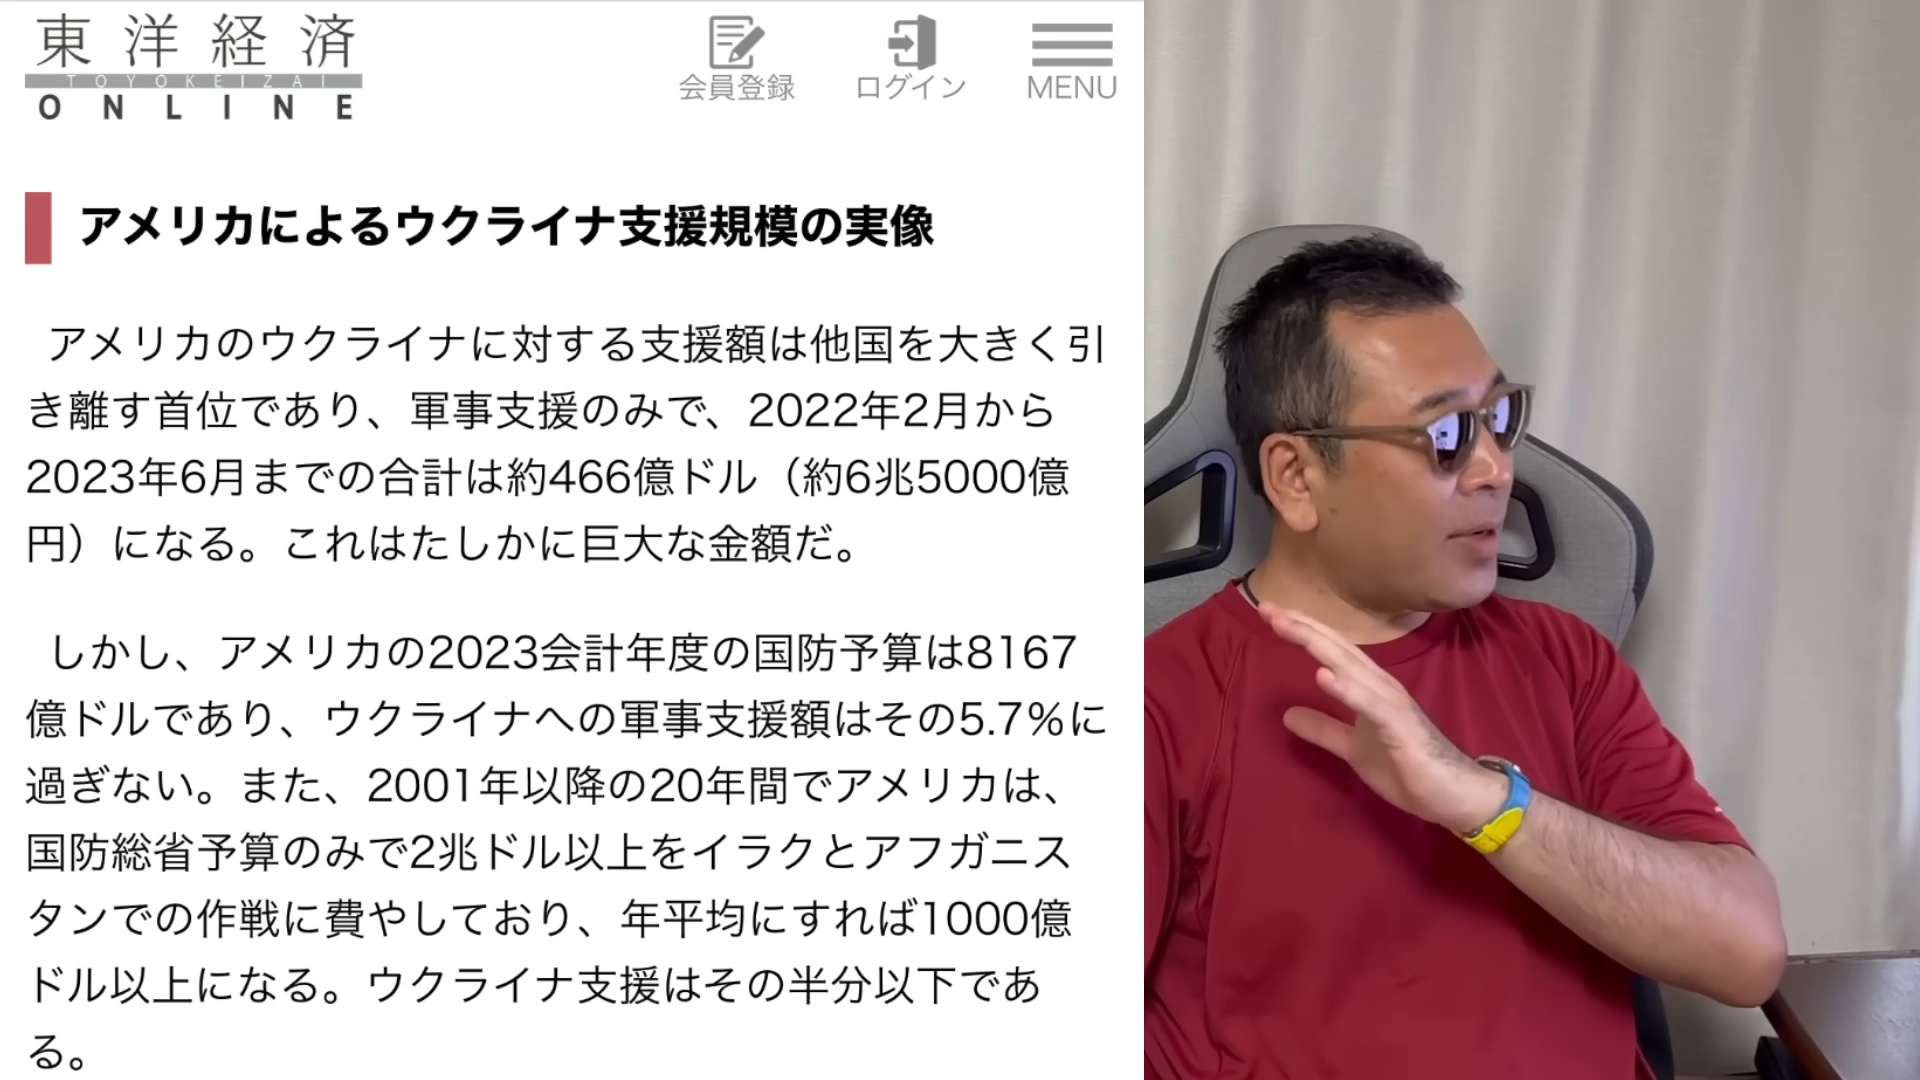 東洋経済
TOYOKEIZAI
ONLINE
会員登録
ログイン
MENU
アメリカによるウクライナ支援規模の実像
アメリカのウクライナに対する支援額は他国を大きく引
き離す首位であり、軍事支援のみで、2022年2月から
2023年6月までの合計は約466億ドル（約6兆5000億
円）になる。これはたしかに巨大な金額だ。
しかし、アメリカの2023会計年度の国防予算は8167
億ドルであり、ウクライナへの軍事支援額はその5.7％に
過ぎない。また、2001年以降の20年間でアメリカは、
国防総省予算のみで2兆ドル以上をイラクとアフガニス
タンでの作戦に費やしており、年平均にすれば1000億
ドル以上になる。ウクライナ支援はその半分以下であ
る。